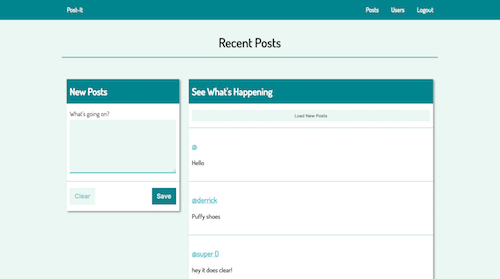 Post-It
Posts Users Logout
Recent Posts
New Posts
What's going on?
Clear
Save
See What's Happening
Load New Posts
@
Hello
@derrick
Puffy shoes
@super D
hey it does clear!